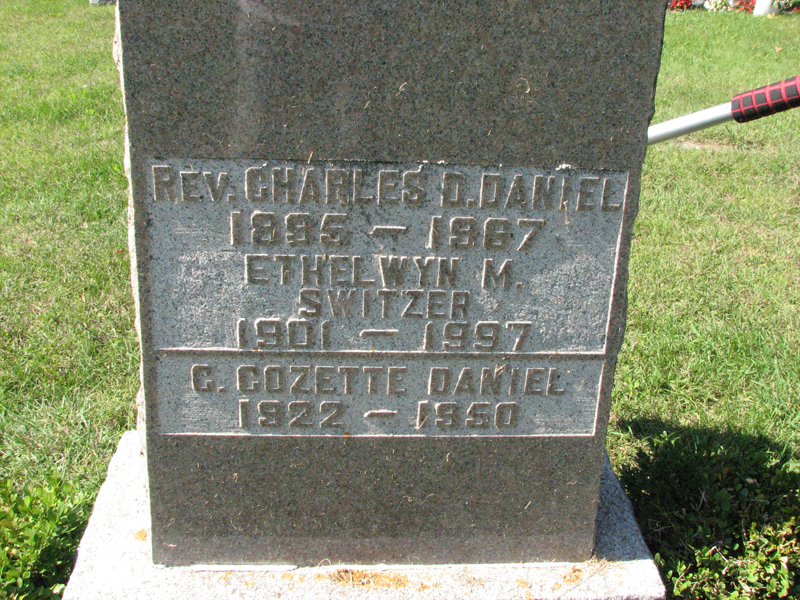 REV. CHARLES D. DANIEL
1895 – 1967
ETHELWYN M.
SWITZER
1901 – 1997
C. COZETTE DANIEL
1922 – 1950